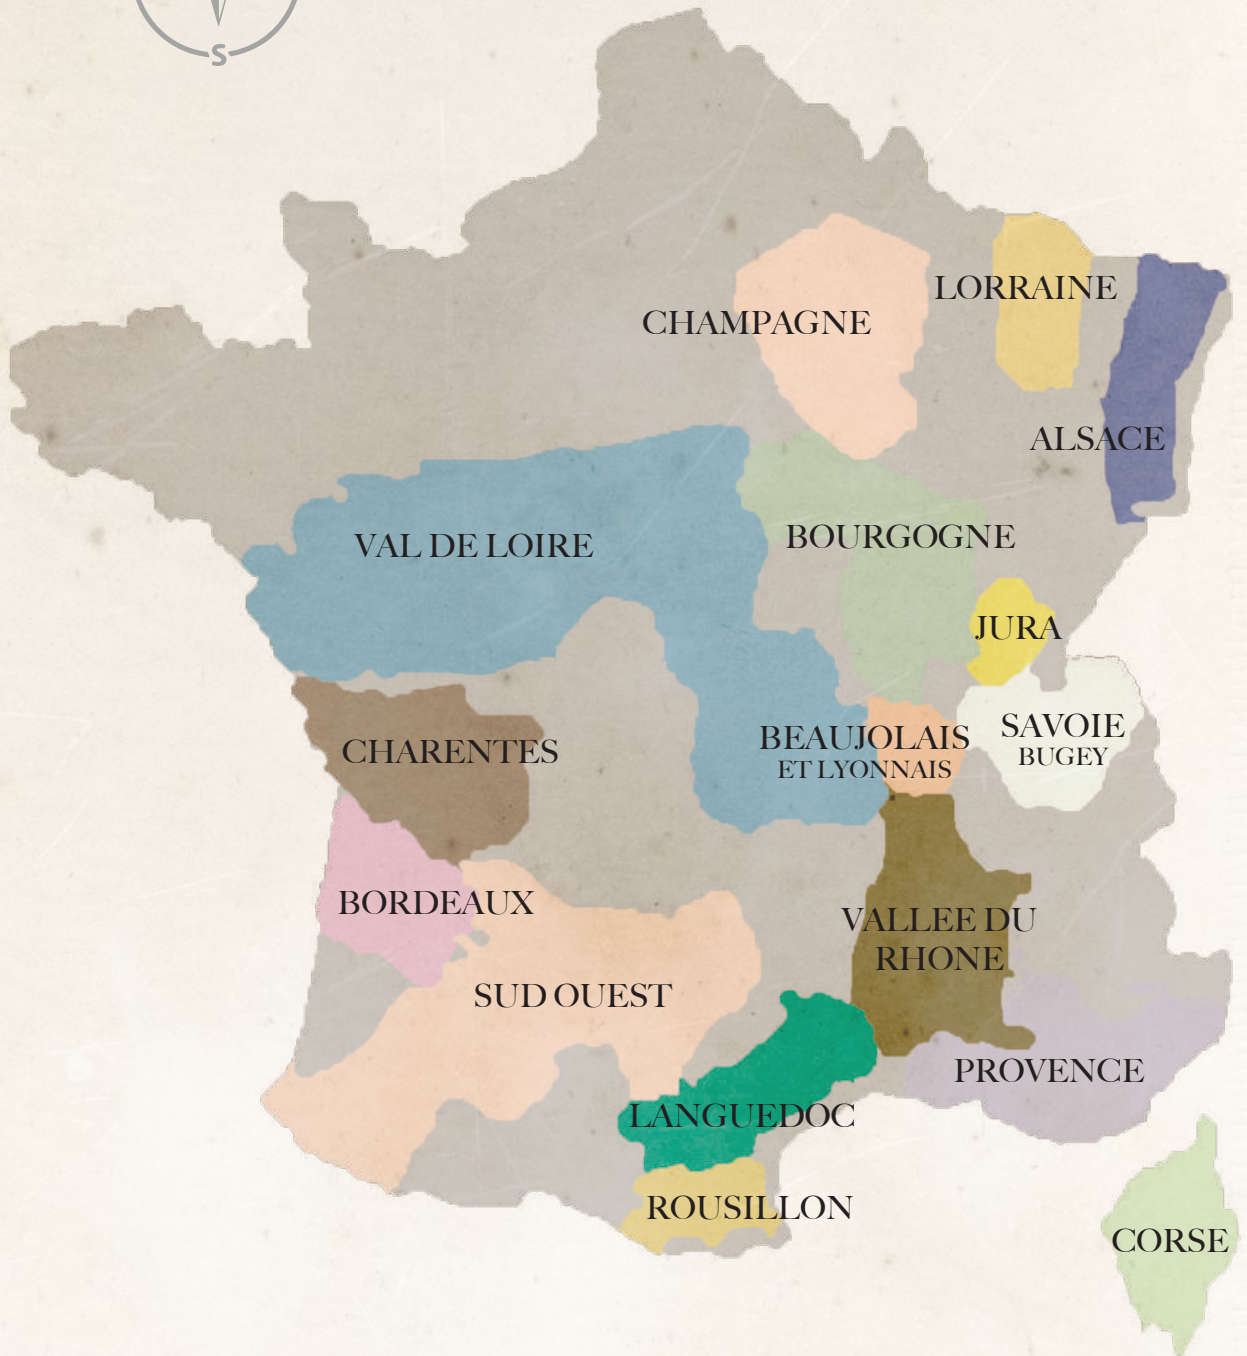 S
LORRAINE
CHAMPAGNE
ALSACE
BOURGOGNE
VAL DE LOIRE
JURA
SAVOIE
BUGEY
BEAUJOLAIS
ET LYONNAIS
CHARENTES
BORDEAUX
VALLEE DU
RHONE
SUD OUEST
PROVENCE
LANGUEDOC
ROUSILLON
CORSE